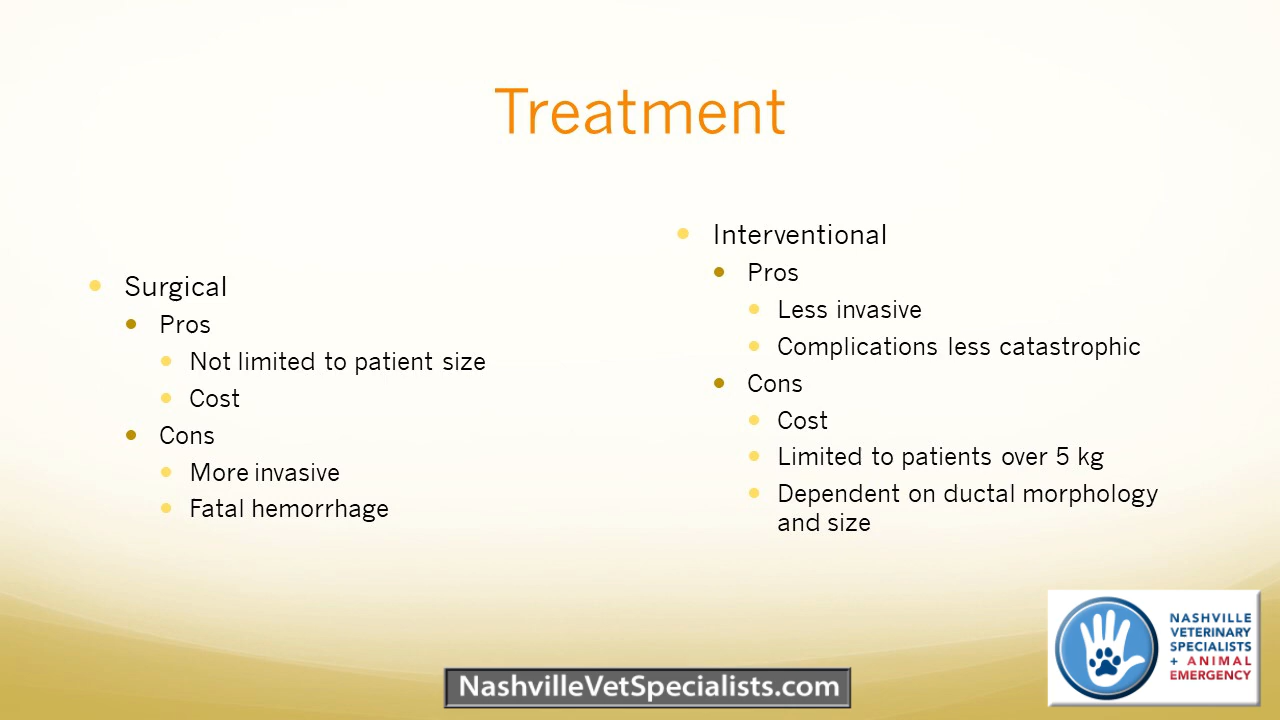 Treatment
Surgical
Pros
Not limited to patient size
Cost
Cons
More invasive
Fatal hemorrhage
Interventional
Pros
Less invasive
Complications less catastrophic
Cons
Cost
Limited to patients over 5 kg
Dependent on ductal morphology
and size
NashvilleVetSpecialists.com
NASHVILLE
VETERINARY
SPECIALISTS
+ ANIMAL
EMERGENCY